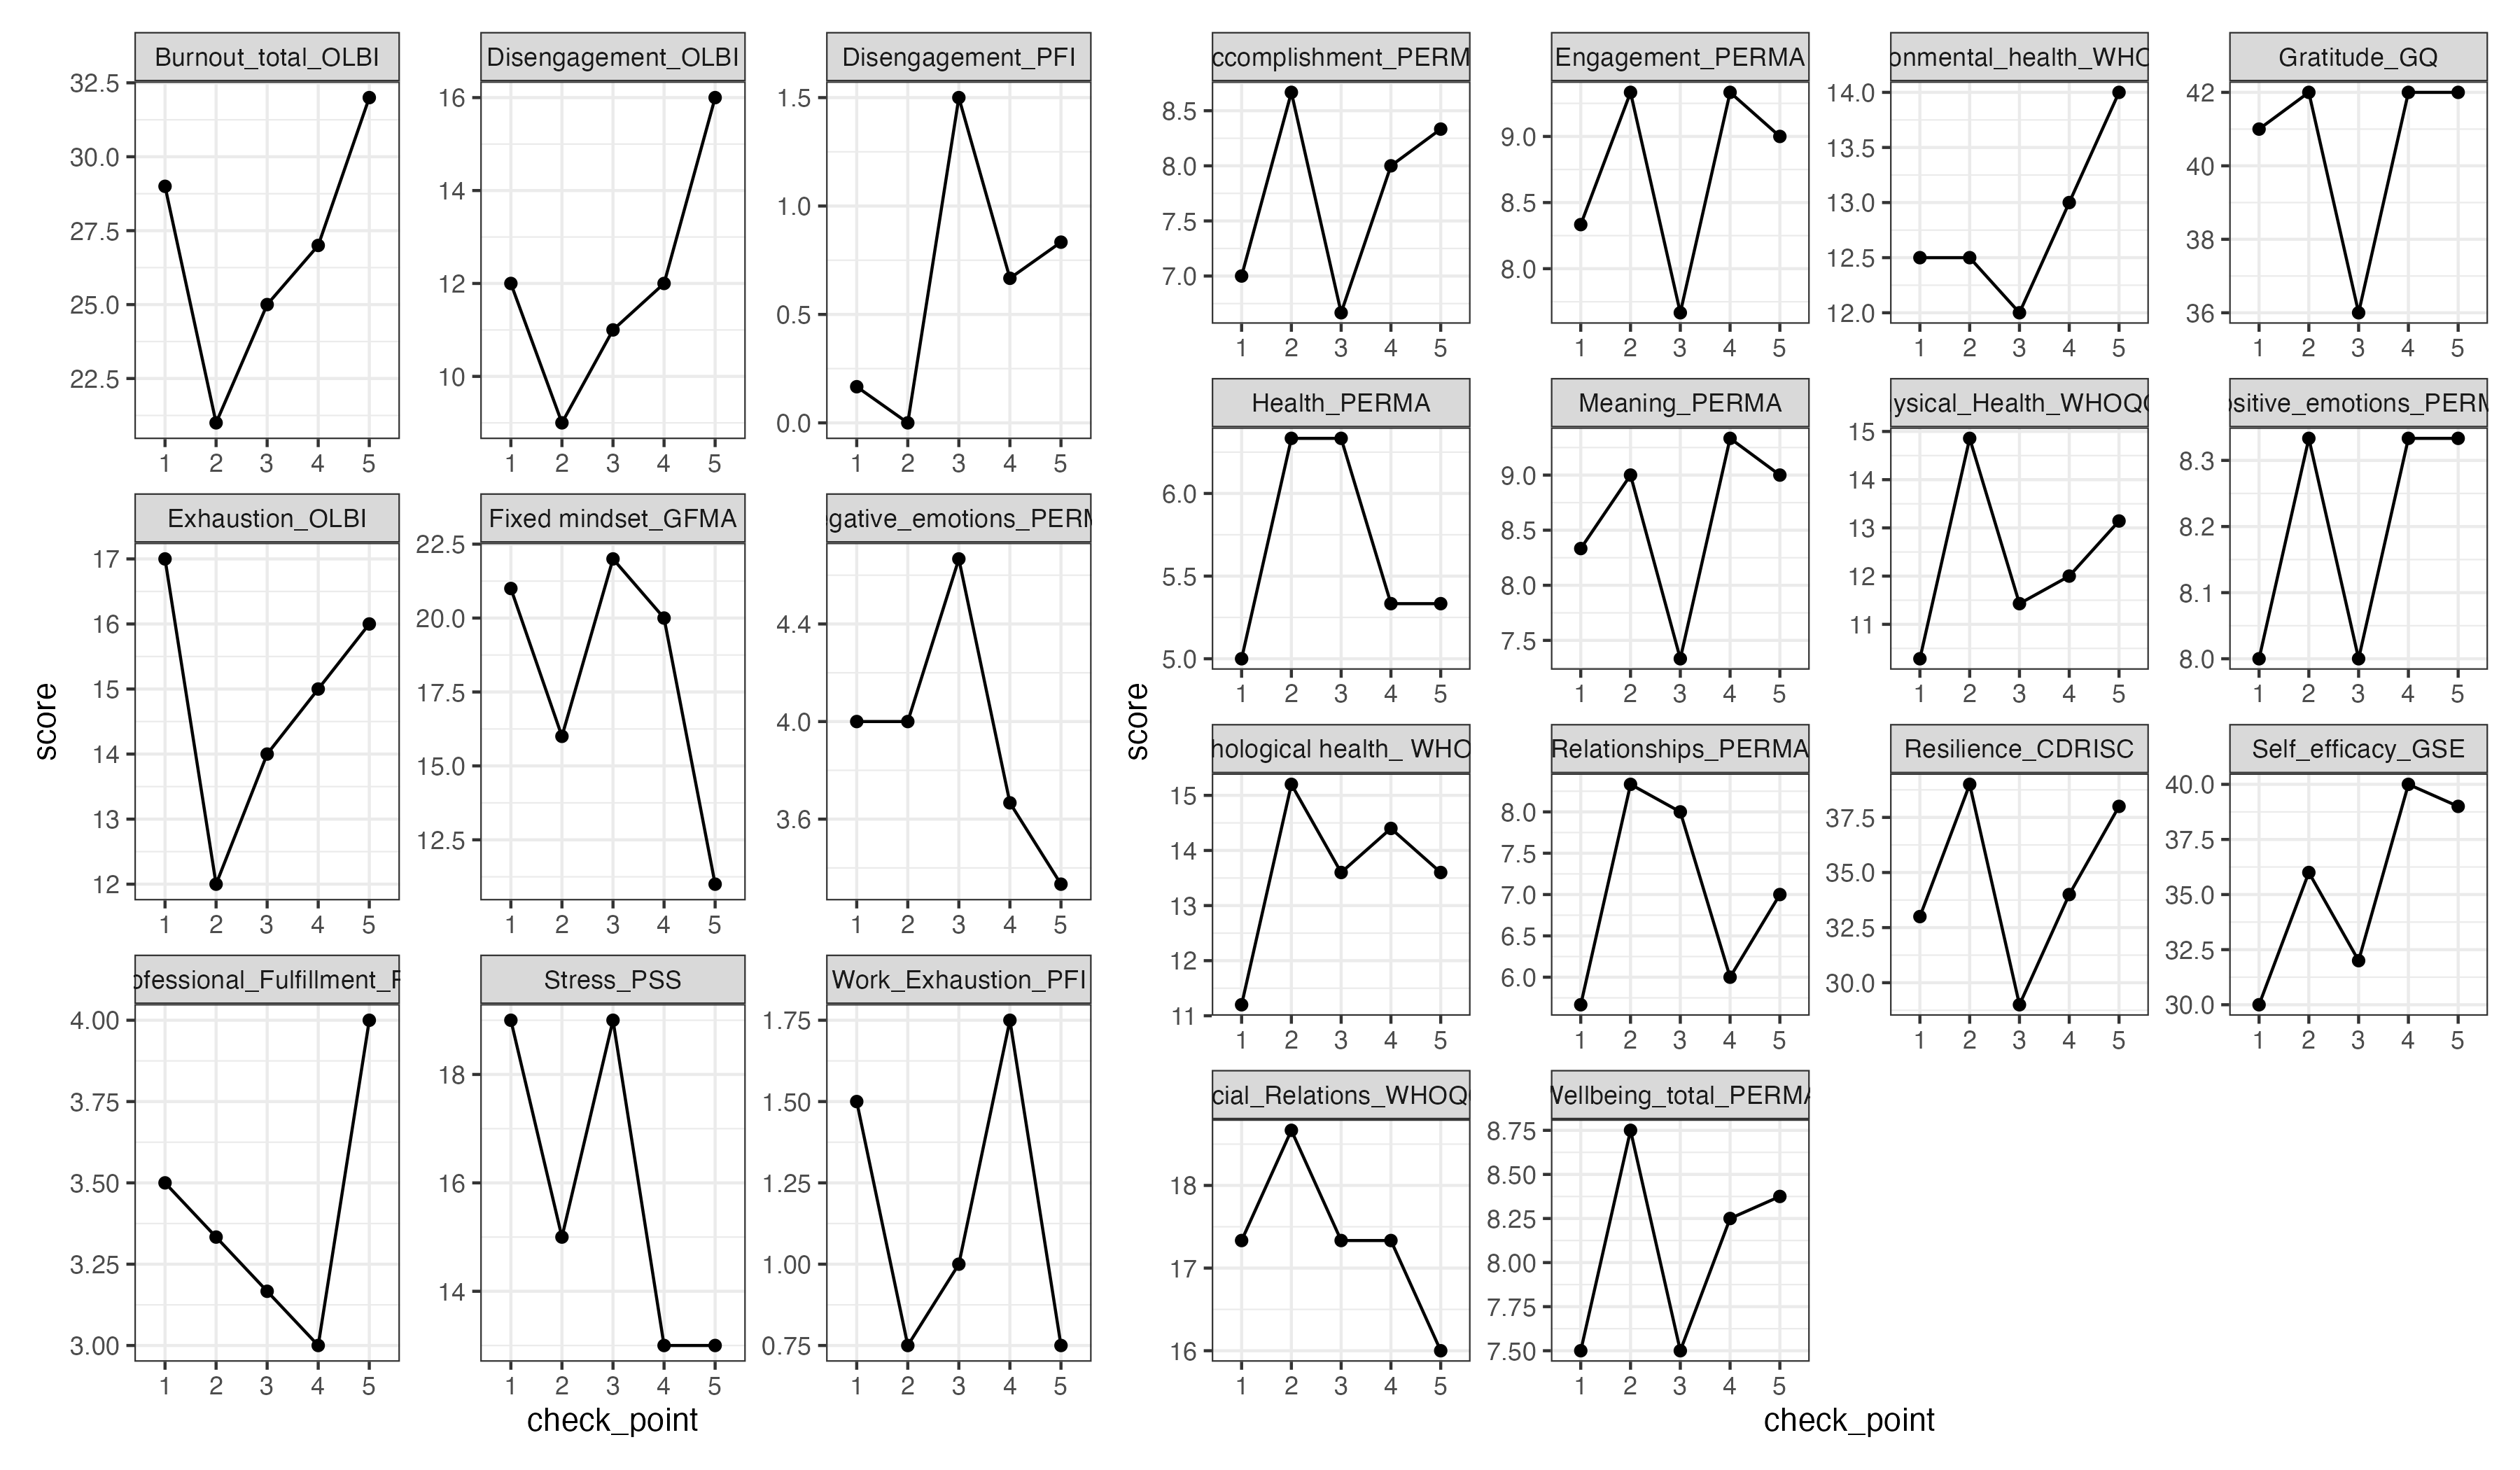 Burnout_total_OLBI
32.5
30.0
27.5
25.0
22.5
1 2 3 4 5
Disengagement_OLBI
16
14
12
10
1 2 3 4 5
Disengagement_PFI
1.5
1.0
0.5
0.0
1 2 3 4 5
Exhaustion_OLBI
17
16
15
14
13
12
1 2 3 4 5
Fixed mindset_GFMA
22.5
20.0
17.5
15.0
12.5
1 2 3 4 5
gative_emotions_PERM
4.4
4.0
3.6
1 2 3 4 5
ofessional_Fulfillment_P
4.00
3.75
3.50
3.25
3.00
1 2 3 4 5
Stress_PSS
18
16
14
1 2 3 4 5
Work_Exhaustion_PFI
1.75
1.50
1.25
1.00
0.75
1 2 3 4 5
score
check_point
ccomplishment_PERM
8.5
8.0
7.5
7.0
1 2 3 4 5
Engagement_PERMA
9.0
8.5
8.0
1 2 3 4 5
onmental_health_WHO
14.0
13.5
13.0
12.5
12.0
1 2 3 4 5
Gratitude_GQ
42
40
38
36
1 2 3 4 5
Health_PERMA
6.0
5.5
5.0
1 2 3 4 5
Meaning_PERMA
9.0
8.5
8.0
7.5
1 2 3 4 5
ysical_Health_WHOQO
15
14
13
12
11
1 2 3 4 5
ositive_emotions_PERM
8.3
8.2
8.1
8.0
1 2 3 4 5
hological health_ WHO
15
14
13
12
11
1 2 3 4 5
Relationships_PERMA
8.0
7.5
7.0
6.5
6.0
1 2 3 4 5
Resilience_CDRISC
37.5
35.0
32.5
30.0
1 2 3 4 5
Self_efficacy_GSE
40.0
37.5
35.0
32.5
30.0
1 2 3 4 5
cial_Relations_WHOQO
18
17
16
1 2 3 4 5
Wellbeing_total_PERMA
8.75
8.50
8.25
8.00
7.75
7.50
1 2 3 4 5
score
check_point